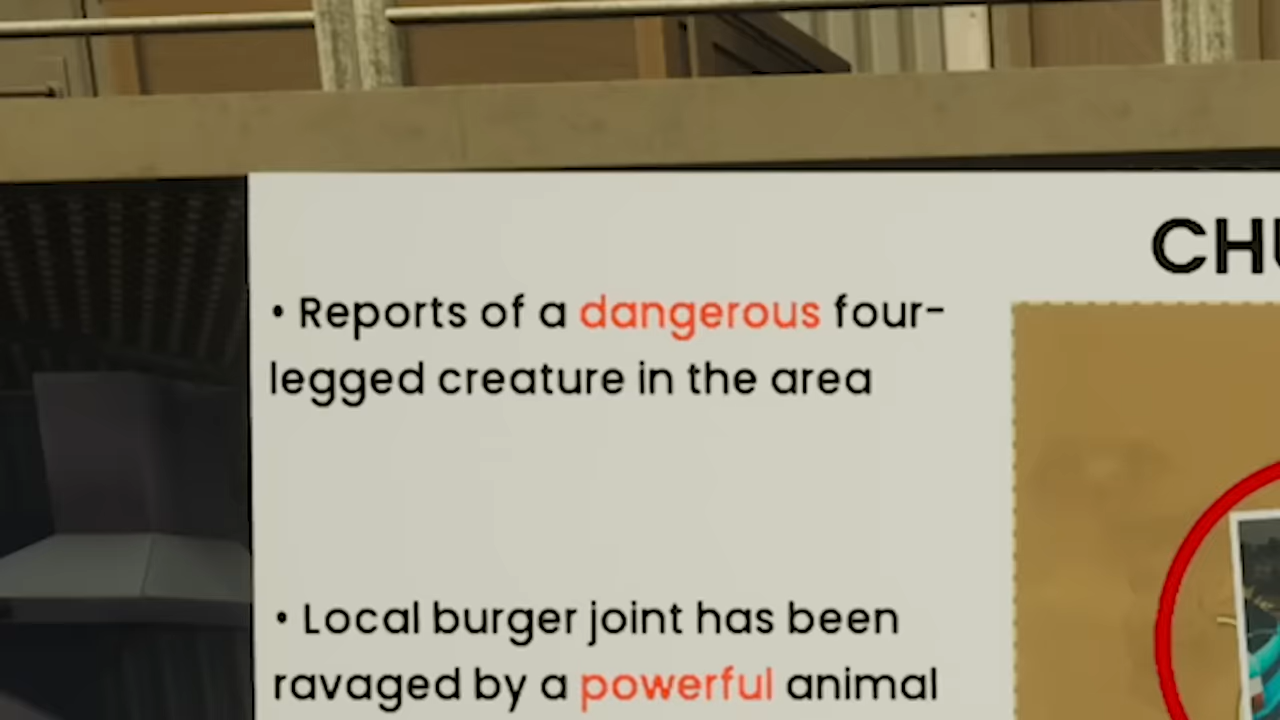 CHU
• Reports of a dangerous four-
legged creature in the area
• Local burger joint has been
ravaged by a powerful animal